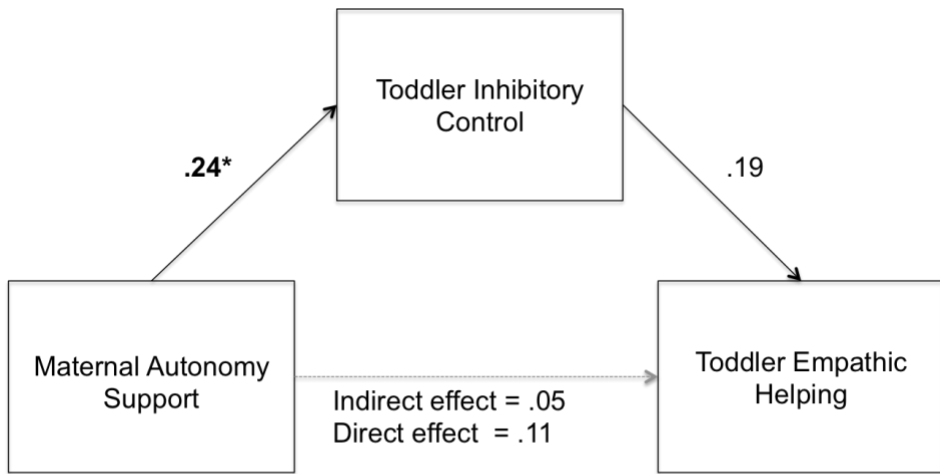 Toddler Inhibitory
Control
.24*
.19
Maternal Autonomy
Support
Indirect effect = .05
Direct effect = .11
Toddler Empathic
Helping